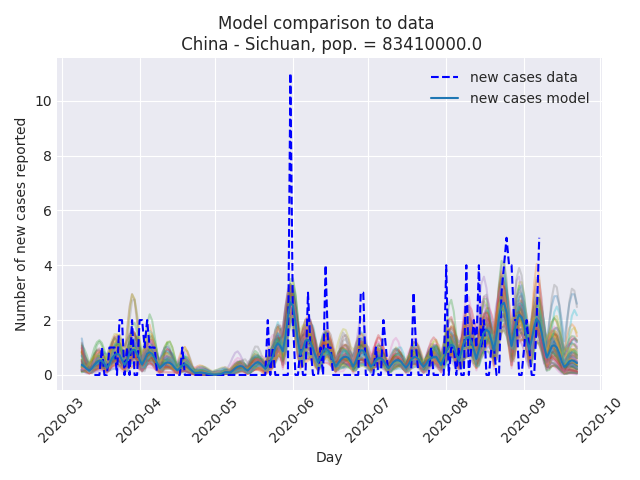 Model comparison to data
China - Sichuan, pop. = 83410000.0
new cases data
new cases model
Number of new cases reported
10
8
6
4
2
0
2020-03
2020-04
2020-05
2020-06
2020-07
2020-08
2020-09
2020-10
Day